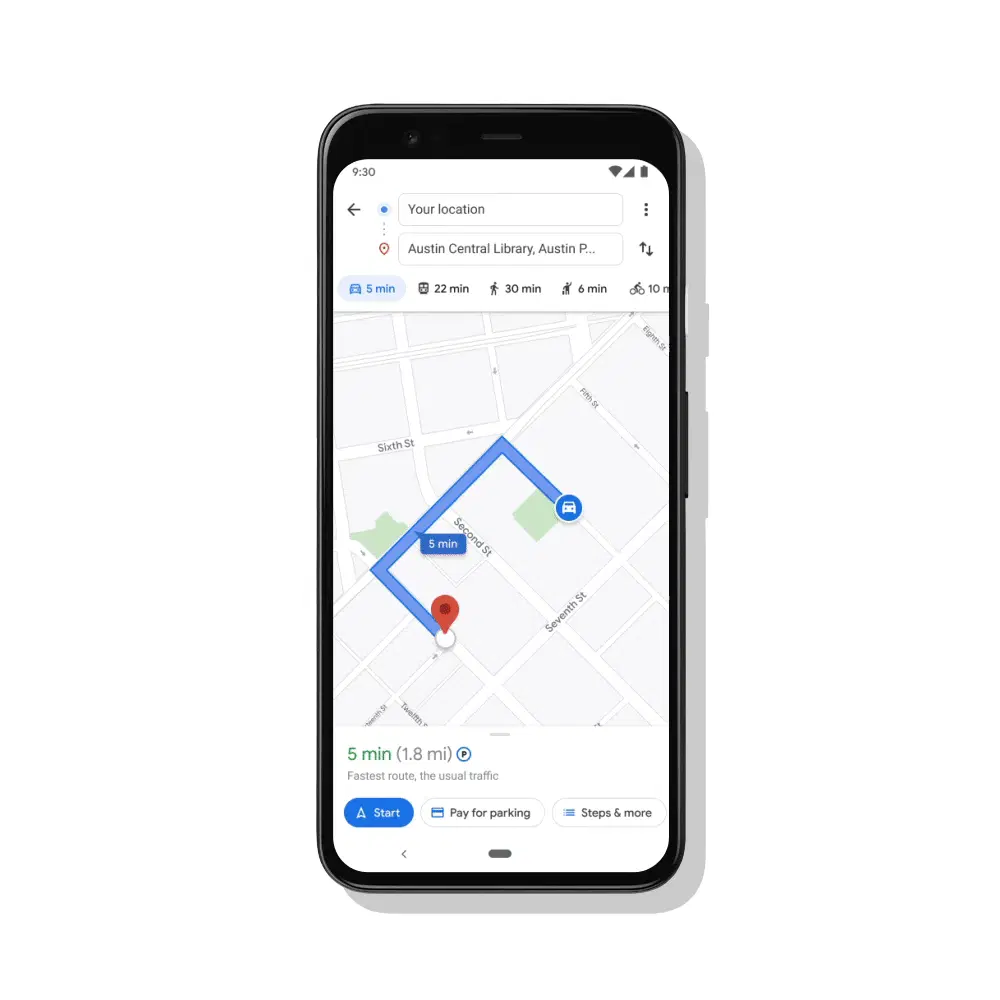 9:30
Your location
Austin Central Library, Austin P...
5 min
22 min
30 min
6 min
10 m
Eighth St
Fifth St
Sixth St
5 min
Second St
Seventh St
Twelfth St
5 min (1.8 mi) P
Fastest route, the usual traffic
Start
Pay for parking
Steps & more